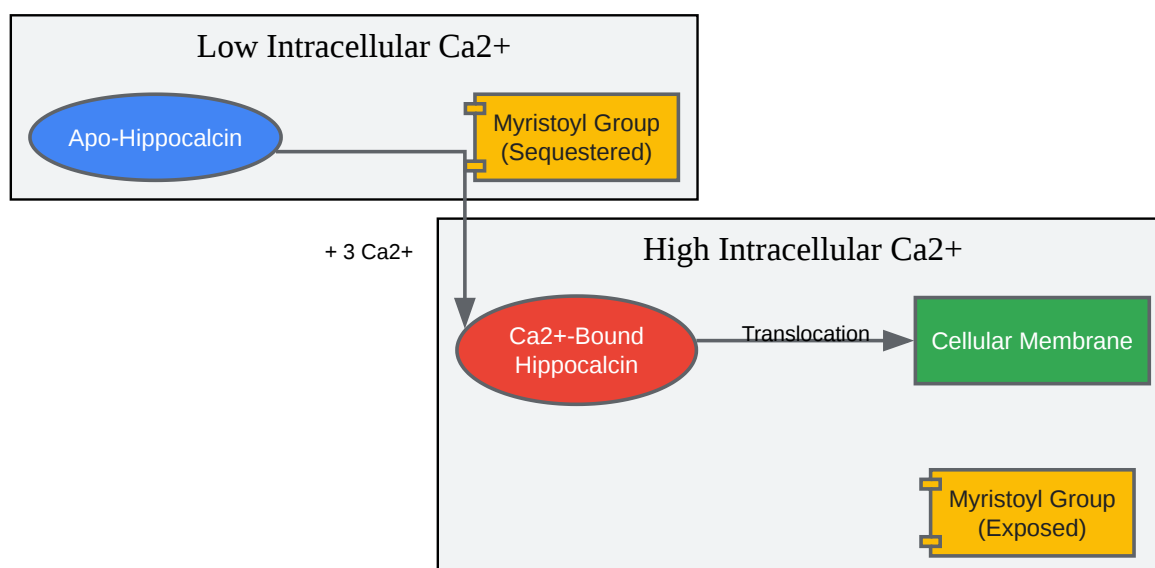 Low Intracellular Ca2+
Apo-Hippocalcin
Myristoyl Group
(Sequestered)
+ 3 Ca2+
High Intracellular Ca2+
Ca2+-Bound
Hippocalcin
Translocation
Cellular Membrane
Myristoyl Group
(Exposed)